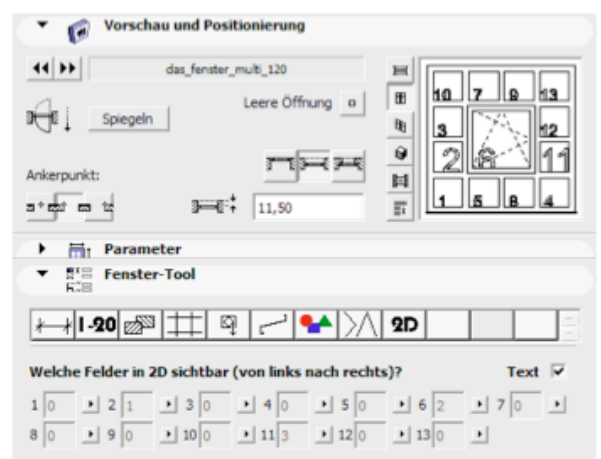 Vorschau und Positionierung
das_fenster_multi_120
Leere Öffnung
Spiegeln
Ankerpunkt:
11,50
10 7 9 13
3 12
2 6 11
1 5 8 4
Parameter
Fenster-Tool
1-20 2D
Welche Felder in 2D sichtbar (von links nach rechts)? Text
1 0 2 1 3 0 4 0 5 0 6 2 7 0
8 0 9 0 10 0 11 3 12 0 13 0